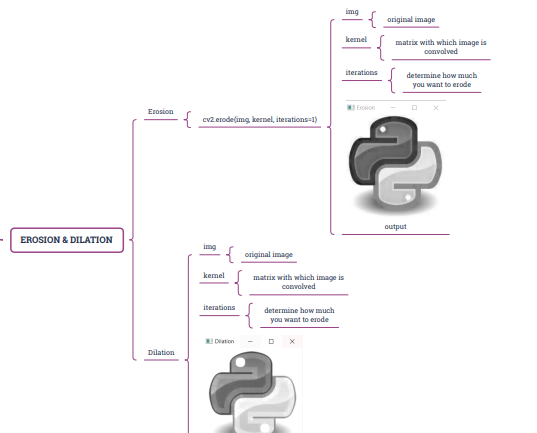 EROSION & DILATION
Erosion
cv2.erode(img, kernel, iterations=1)
img
original image
kernel
matrix with which image is
convolved
iterations
determine how much
you want to erode
Erosion
output
Dilation
img
original image
kernel
matrix with which image is
convolved
iterations
determine how much
you want to erode
Dilation